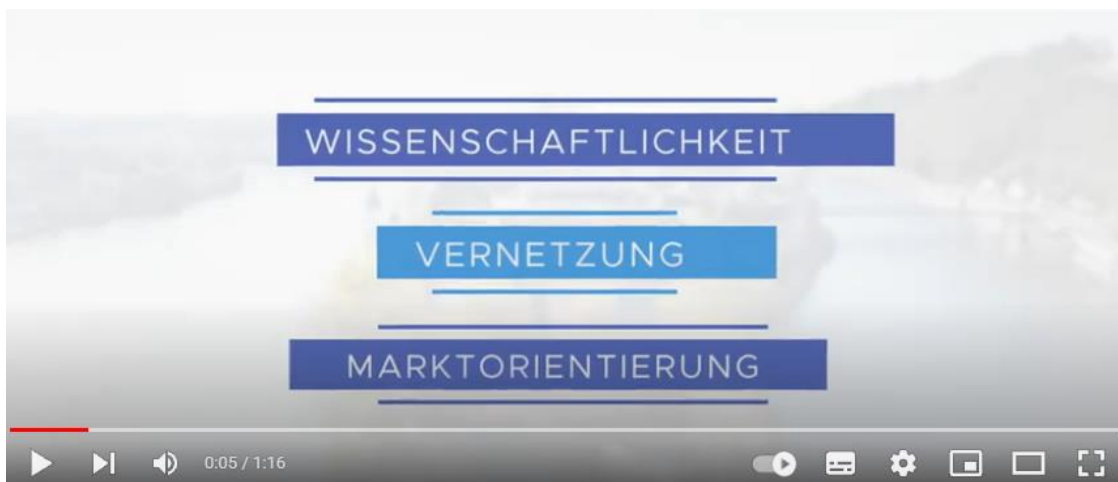 WISSENSCHAFTLICHKEIT
VERNETZUNG
MARKTORIENTIERUNG
0:05 / 1:16